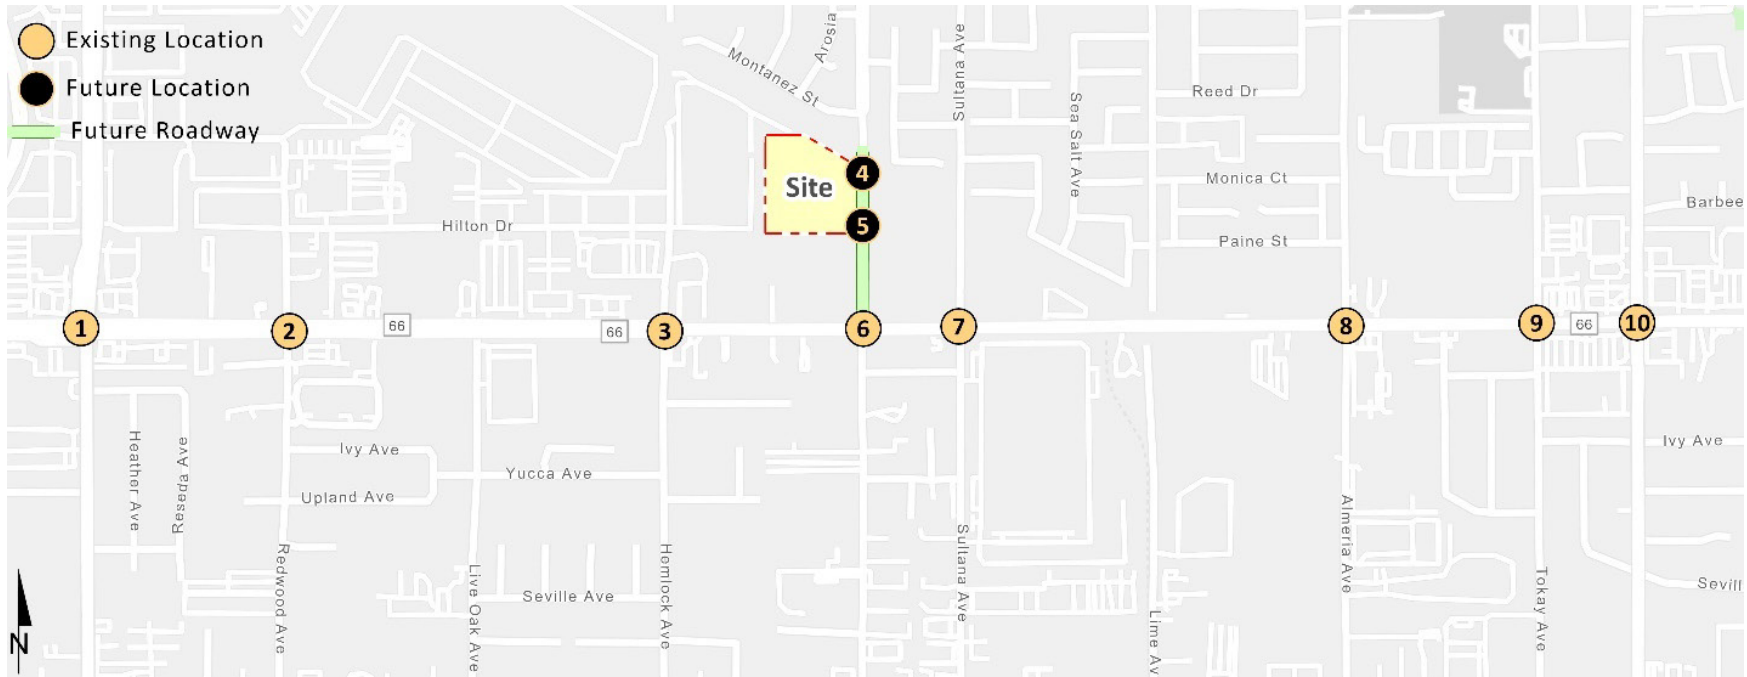 Existing Location
Future Location
Future Roadway
Montanez St
Arosia
Sultana Ave
Sea Salt Ave
Reed Dr
Monica Ct
Paine St
Barbee
Hilton Dr
Site
4
5
1
2
66
66
3
6
7
8
9
66
10
Heather Ave
Reseda Ave
Ivy Ave
Upland Ave
Yucca Ave
Ivy Ave
Redwood Ave
Live Oak Ave
Seville Ave
Hemlock Ave
Sultana Ave
Lime Av
Almeria Ave
Tokay Ave
Sevill
N